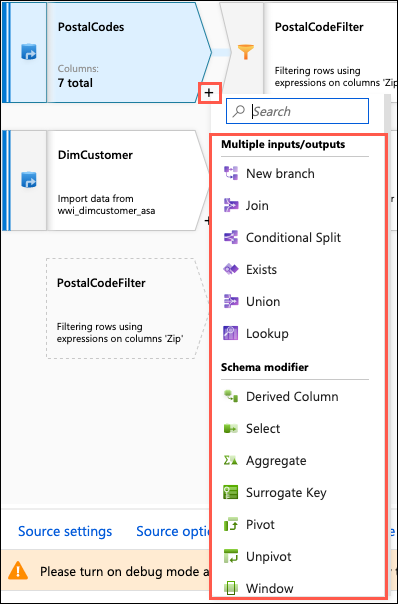 PostalCodes
Columns:
7 total
+
PostalCodeFilter
Filtering rows using
expressions on columns 'Zip'
Search
DimCustomer
Import data from
wwi_dimcustomer_asa
+
PostalCodeFilter
Filtering rows using
expressions on columns 'Zip'
Multiple inputs/outputs
New branch
Join
Conditional Split
Exists
Union
Lookup
Schema modifier
Derived Column
Select
Aggregate
Surrogate Key
Pivot
Unpivot
Window
Source settings
Source optio
Please turn on debug mode a